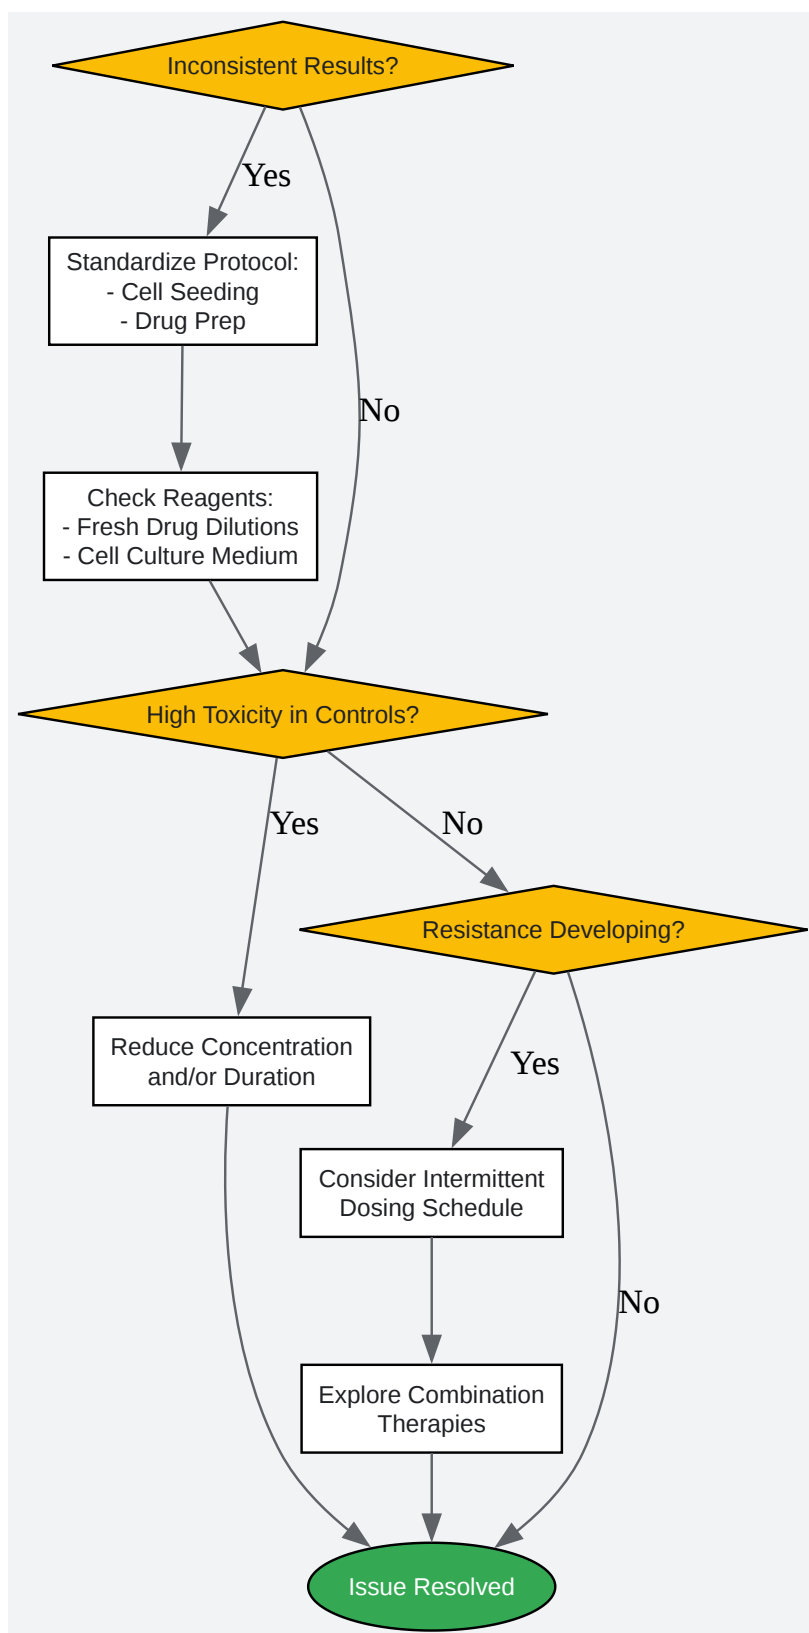 Inconsistent Results?
Yes
Standardize Protocol:
- Cell Seeding
- Drug Prep
No
Check Reagents:
- Fresh Drug Dilutions
- Cell Culture Medium
High Toxicity in Controls?
Yes
No
Resistance Developing?
Reduce Concentration
and/or Duration
Yes
Consider Intermittent
Dosing Schedule
No
Explore Combination
Therapies
Issue Resolved